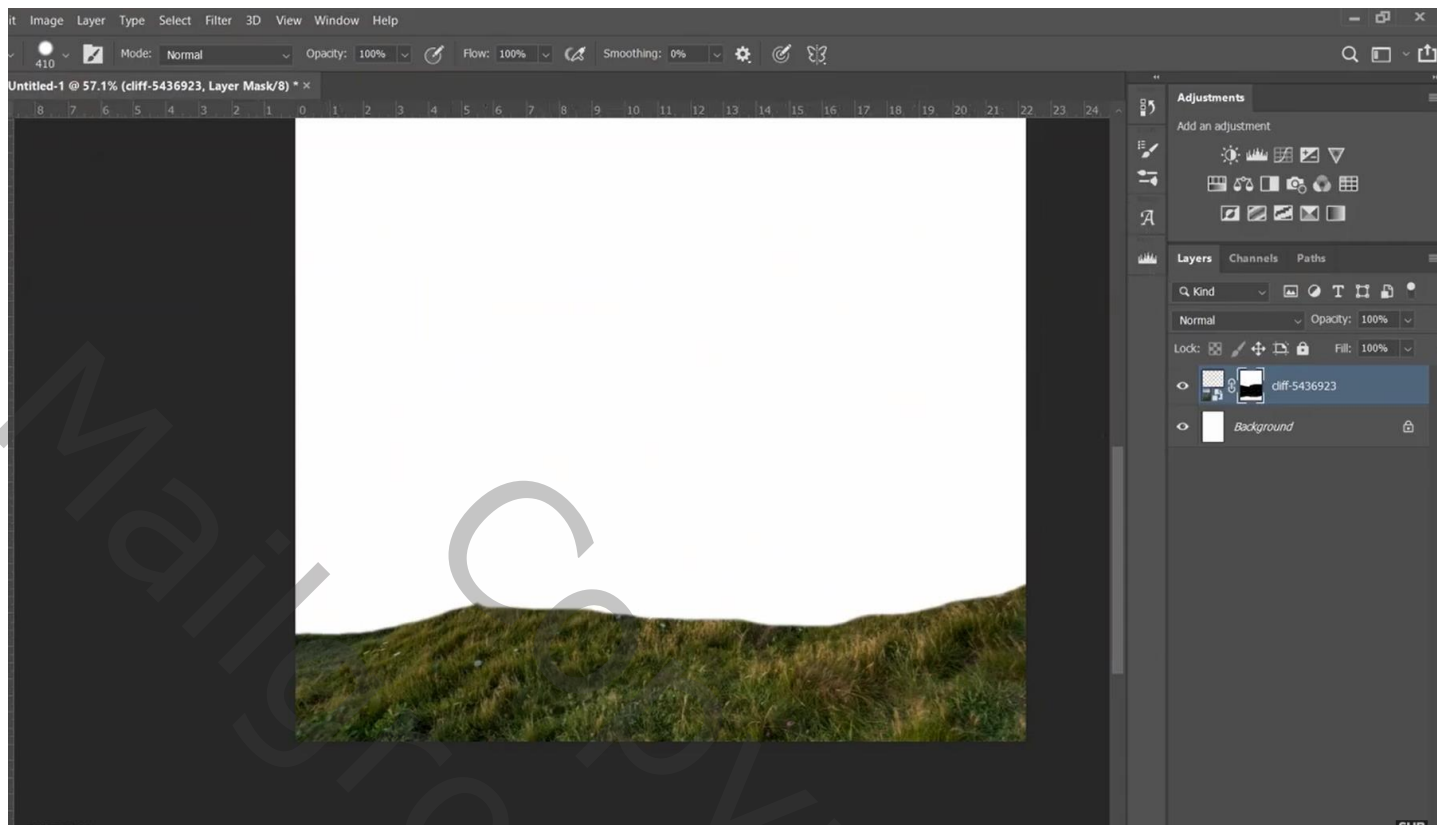 it Image Layer Type Select Filter 3D View Window Help
410 Mode: Normal Opacity: 100% Flow: 100% Smoothing: 0%
Untitled-1 @ 57.1% (cliff-5436923, Layer Mask/8) * ×
8 7 6 5 4 3 2 1 0 1 2 3 4 5 6 7 8 9 10 11 12 13 14 15 16 17 18 19 20 21 22 23 24
Adjustments
Add an adjustment
Layers Channels Paths
Kind
Normal Opacity: 100%
Lock: Fill: 100%
cliff-5436923
Background
Copy